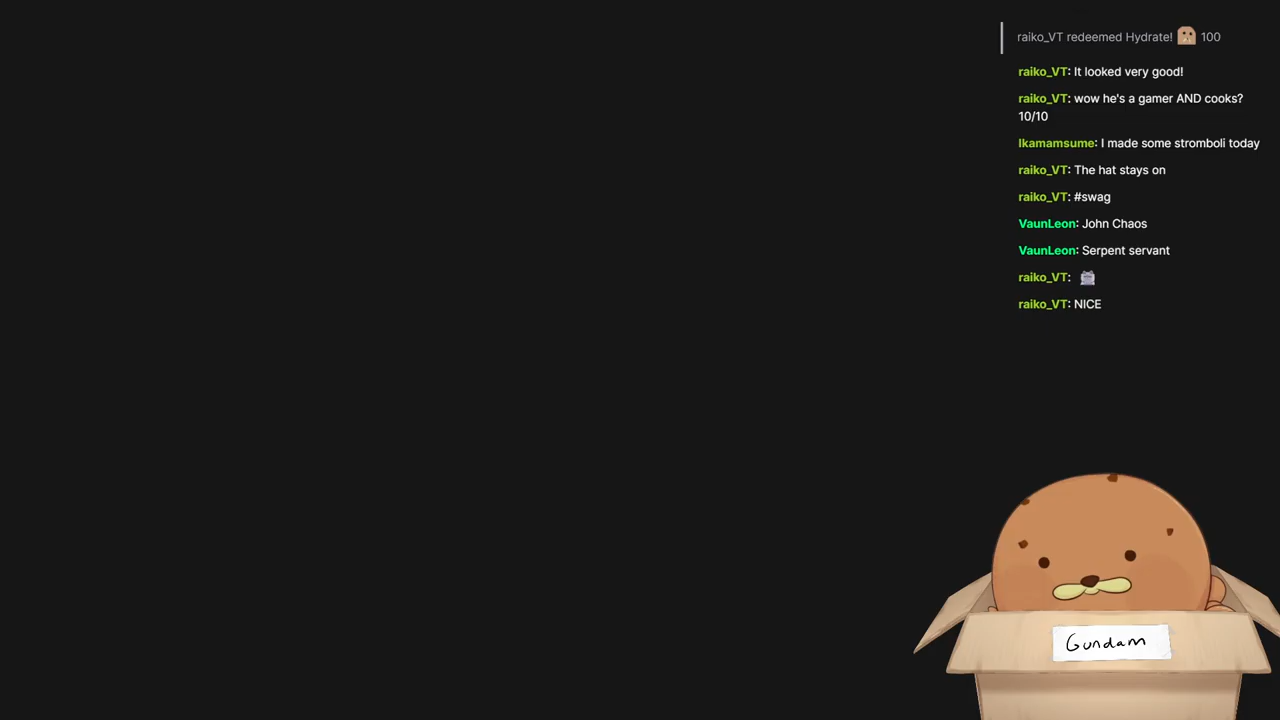 raiko_VT redeemed Hydrate! 100
raiko_VT: It looked very good!
raiko_VT: wow he's a gamer AND cooks?
10/10
Ikamamsume: I made some stromboli today
raiko_VT: The hat stays on
raiko_VT: #swag
VaunLeon: John Chaos
VaunLeon: Serpent servant
raiko_VT:
raiko_VT: NICE
Gundam